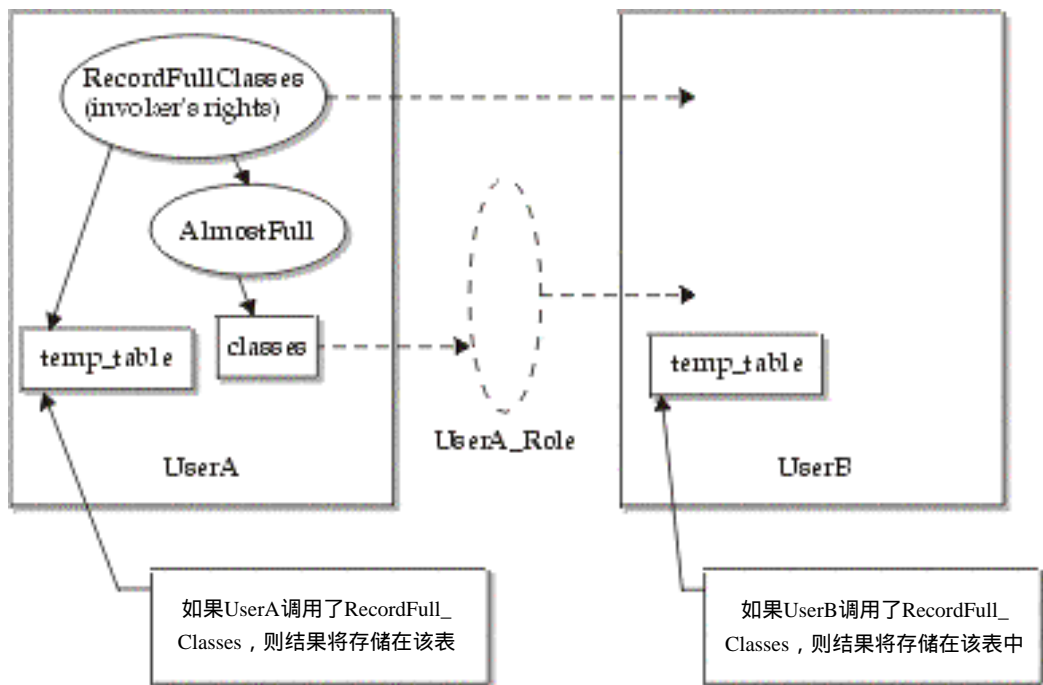 RecordFullClasses
(invoker's rights)
AlmostFull
temp_table
classes
UserA
UserA_Role
temp_table
UserB
如果UserA调用了RecordFull_
Classes，则结果将存储在该表
如果UserB调用了RecordFull_
Classes，则结果将存储在该表中